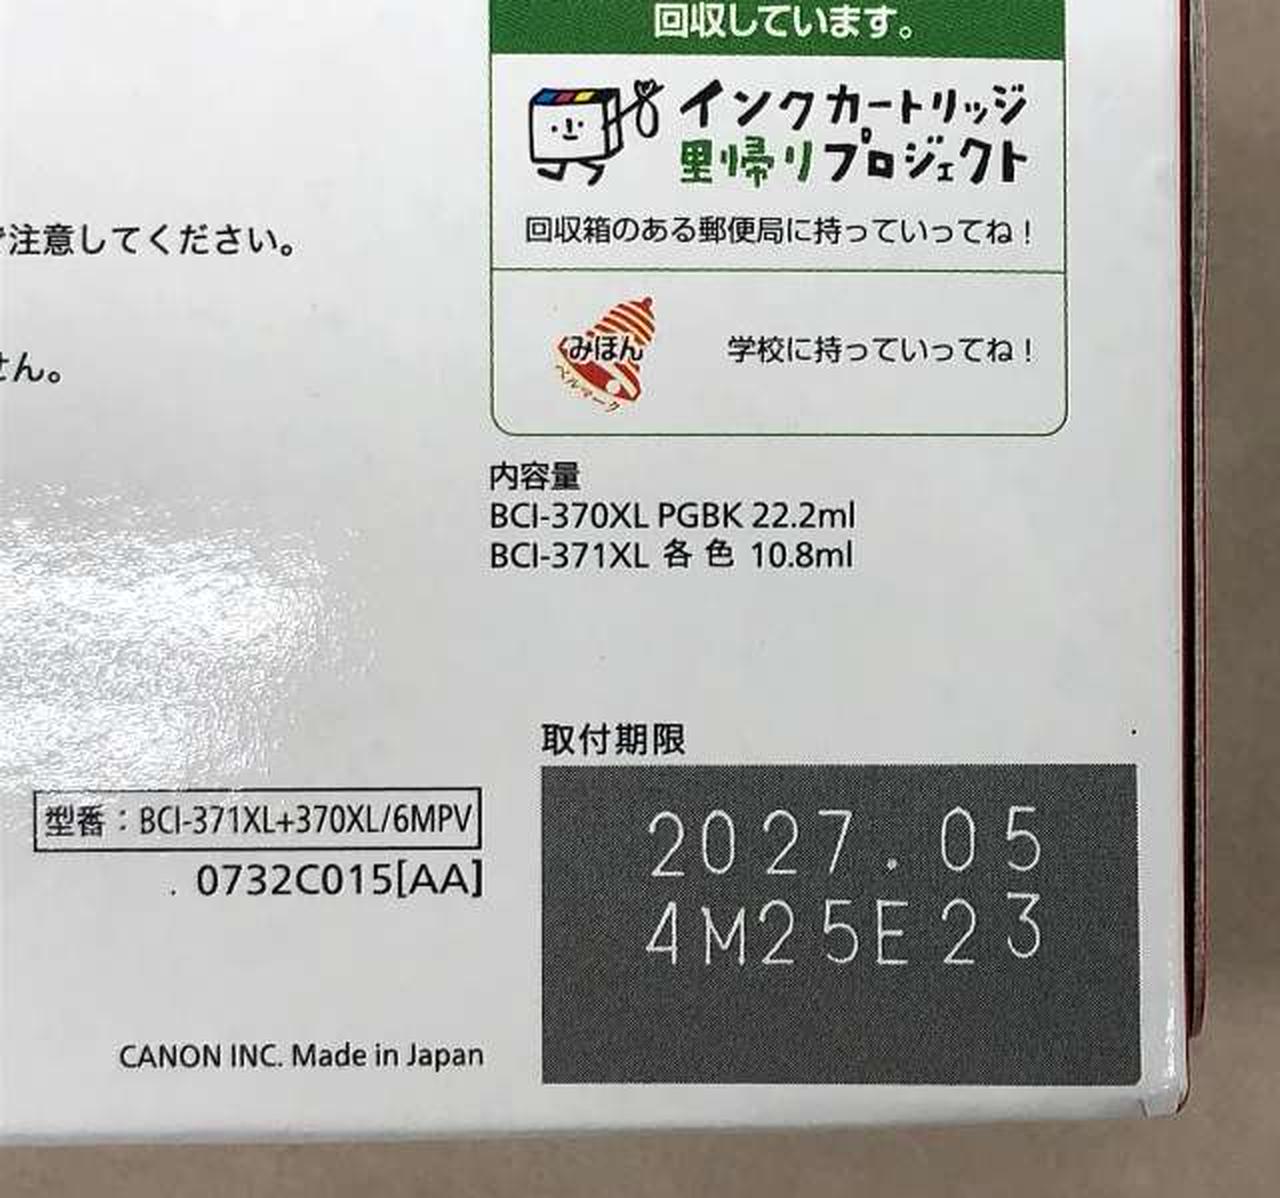 回収しています。
インクカートリッジ
里帰りプロジェクト
回収箱のある郵便局に持っていってね！
注意してください。
みほん
ベルマーク
学校に持っていってね！
せん。
内容量
BCI-370XL PGBK 22.2ml
BCI-371XL 各色 10.8ml
取付期限
2027.05
4M25E23
型番：BCI-371XL+370XL/6MPV
0732C015[AA]
CANON INC. Made in Japan